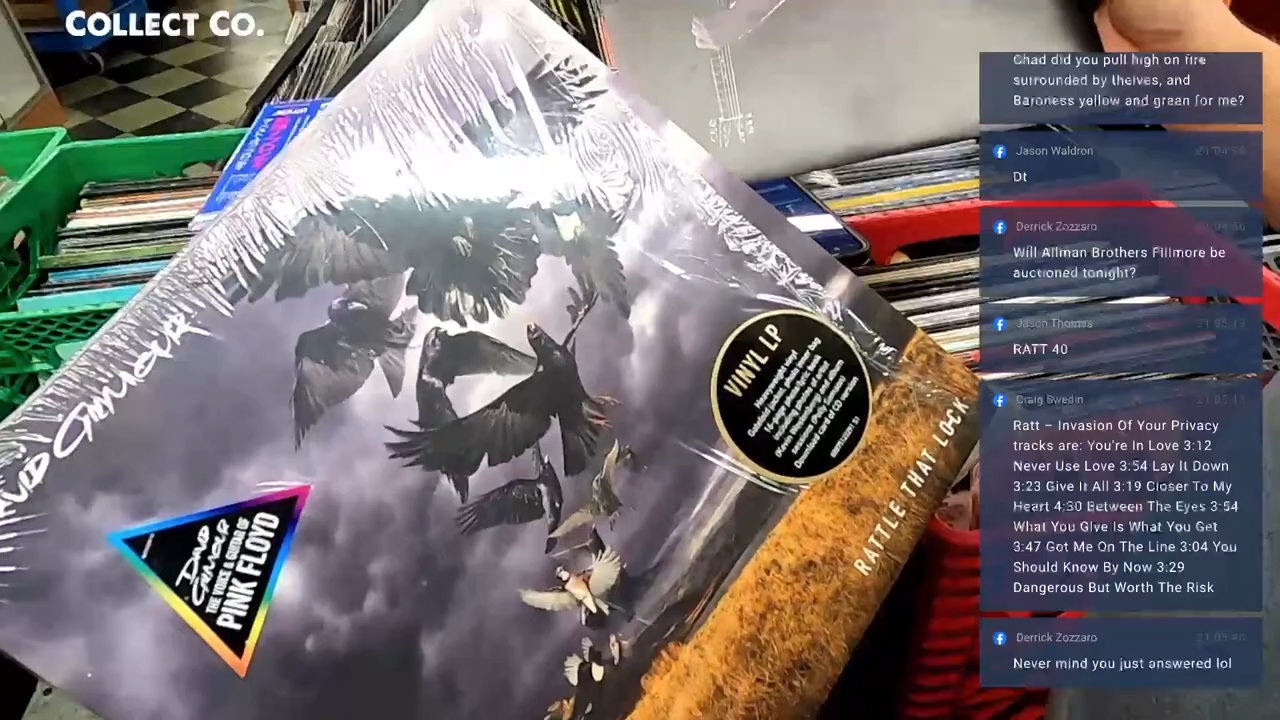 COLLECT CO.
DAVID GILMOUR
DAVID
GILMOUR
THE VOICE & GUITAR OF
PINK FLOYD
VINYL LP
RATTLE THAT LOCK
Chad did you pull high on fire
surrounded by theives, and
Baroness yellow and grean for me?
Jason Waldron
Dt
Derrick Zozzaro
Will Allman Brothers Fillmore be
auctioned tonight?
Jason Thomas
RATT 40
Craig Swedin
Ratt – Invasion Of Your Privacy
tracks are: You're In Love 3:12
Never Use Love 3:54 Lay It Down
3:23 Give It All 3:19 Closer To My
Heart 4:30 Between The Eyes 3:54
What You Give Is What You Get
3:47 Got Me On The Line 3:04 You
Should Know By Now 3:29
Dangerous But Worth The Risk
Derrick Zozzaro
Never mind you just answered lol